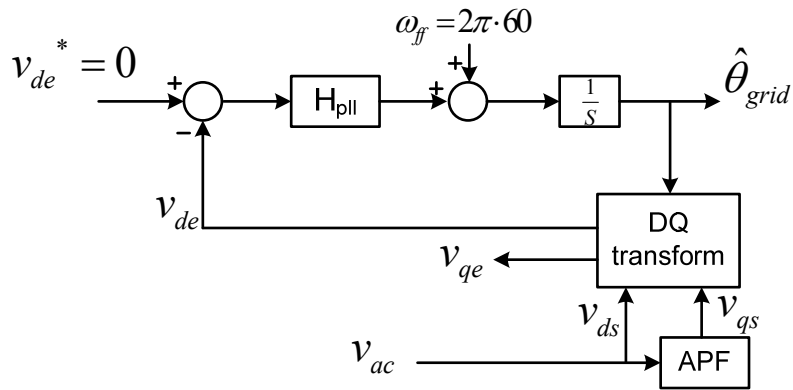 ω_ff = 2π·60
v_de* = 0
+
−
H_pll
+
+
1/S
θ̂_grid
v_de
DQ
transform
v_qe
v_ds
v_qs
v_ac
APF